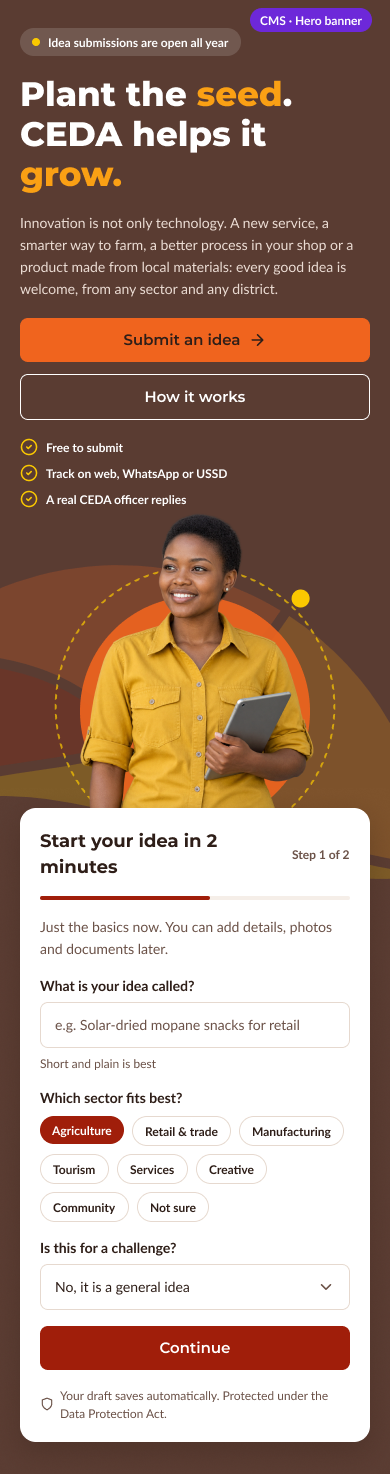 CMS · Hero banner
Idea submissions are open all year
Plant the seed.
CEDA helps it
grow.
Innovation is not only technology. A new service, a
smarter way to farm, a better process in your shop or a
product made from local materials: every good idea is
welcome, from any sector and any district.
Submit an idea →
How it works
Free to submit
Track on web, WhatsApp or USSD
A real CEDA officer replies
Start your idea in 2
minutes
Step 1 of 2
Just the basics now. You can add details, photos
and documents later.
What is your idea called?
e.g. Solar-dried mopane snacks for retail
Short and plain is best
Which sector fits best?
Agriculture Retail & trade Manufacturing
Tourism Services Creative
Community Not sure
Is this for a challenge?
No, it is a general idea
Continue
Your draft saves automatically. Protected under the
Data Protection Act.